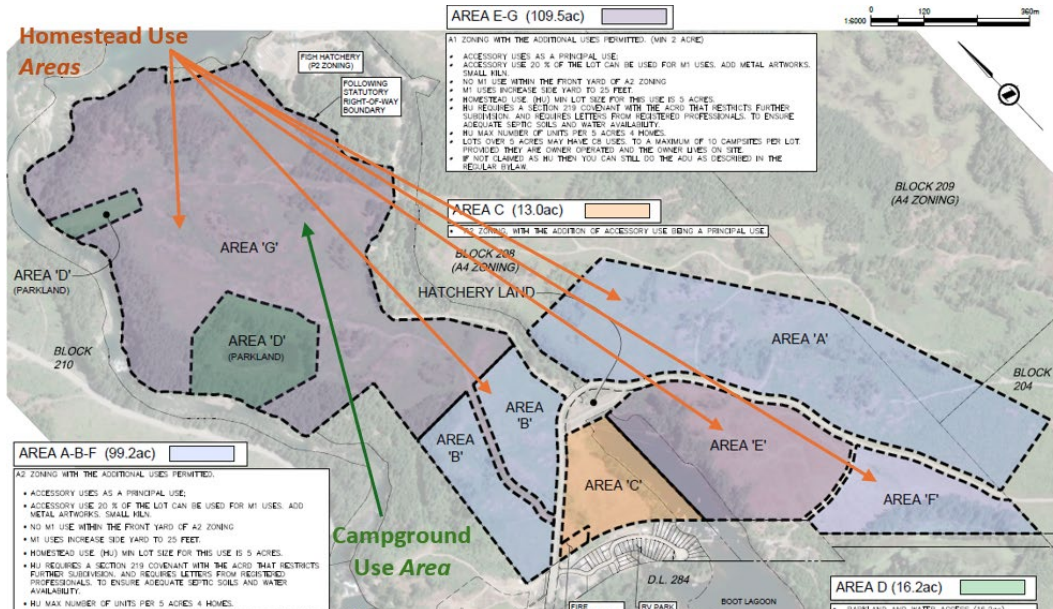 Homestead Use
Areas
AREA E-G (109.5ac)
A1 ZONING WITH THE ADDITIONAL USES PERMITTED. (MIN 2 ACRE)
• ACCESSORY USES AS A PRINCIPAL USE;
• ACCESSORY USE 20 % OF THE LOT CAN BE USED FOR M1 USES. ADD METAL ARTWORKS.
SMALL KILN.
• NO M1 USE WITHIN THE FRONT YARD OF A2 ZONING
• M1 USES INCREASE SIDE YARD TO 25 FEET.
• HOMESTEAD USE. (HU) MIN LOT SIZE FOR THIS USE IS 5 ACRES.
• HU REQUIRES A SECTION 219 COVENANT WITH THE ACRD THAT RESTRICTS FURTHER
SUBDIVISION. AND REQUIRES LETTERS FROM REGISTERED PROFESSIONALS. TO ENSURE
ADEQUATE SEPTIC SOILS AND WATER AVAILABILITY.
• HU MAX NUMBER OF UNITS PER 5 ACRES 4 HOMES.
• LOTS OVER 5 ACRES MAY HAVE C8 USES. TO A MAXIMUM OF 10 CAMPSITES PER LOT.
PROVIDED THEY ARE OWNER OPERATED AND THE OWNER LIVES ON SITE.
• IF NOT CLAIMED AS HU THEN YOU CAN STILL DO THE ADU AS DESCRIBED IN THE
REGULAR BYLAW.
1:6000
0 120 360m
FISH HATCHERY
(P2 ZONING)
FOLLOWING
STATUTORY
RIGHT-OF-WAY
BOUNDARY
BLOCK 209
(A4 ZONING)
AREA C (13.0ac)
ZONING, WITH THE ADDITION OF ACCESSORY USE BEING A PRINCIPAL USE
BLOCK 208
(A4 ZONING)
HATCHERY LAND
AREA 'G'
AREA 'D'
(PARKLAND)
AREA 'D'
(PARKLAND)
BLOCK
210
AREA 'A'
BLOCK
204
AREA 'B'
AREA 'B'
AREA 'E'
AREA 'C'
AREA 'F'
AREA A-B-F (99.2ac)
A2 ZONING WITH THE ADDITIONAL USES PERMITTED.
• ACCESSORY USES AS A PRINCIPAL USE;
• ACCESSORY USE 20 % OF THE LOT CAN BE USED FOR M1 USES. ADD
METAL ARTWORKS. SMALL KILN.
• NO M1 USE WITHIN THE FRONT YARD OF A2 ZONING
• M1 USES INCREASE SIDE YARD TO 25 FEET.
• HOMESTEAD USE. (HU) MIN LOT SIZE FOR THIS USE IS 5 ACRES.
• HU REQUIRES A SECTION 219 COVENANT WITH THE ACRD THAT RESTRICTS
FURTHER SUBDIVISION. AND REQUIRES LETTERS FROM REGISTERED
PROFESSIONALS. TO ENSURE ADEQUATE SEPTIC SOILS AND WATER
AVAILABILITY.
• HU MAX NUMBER OF UNITS PER 5 ACRES 4 HOMES.
Campground
Use Area
D.L. 284
FIRE
RV PARK
BOOT LAGOON
AREA D (16.2ac)
• PARKLAND AND WATER ACCESS (16.2ac)